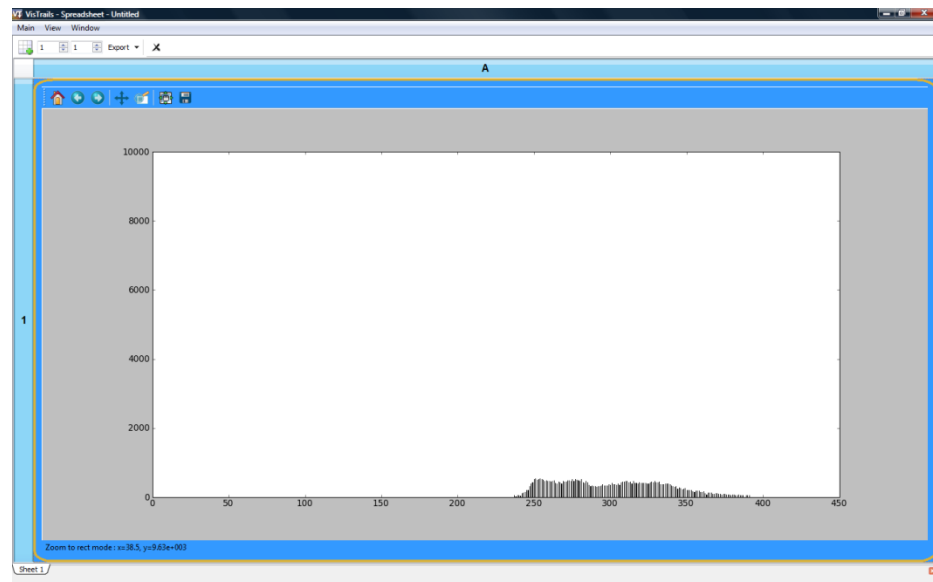 VisTrails - Spreadsheet - Untitled
Main View Window
1 1 Export
A
1
10000
8000
6000
4000
2000
0
0 50 100 150 200 250 300 350 400 450
Zoom to rect mode : x=38.5, y=9.63e+003
Sheet 1